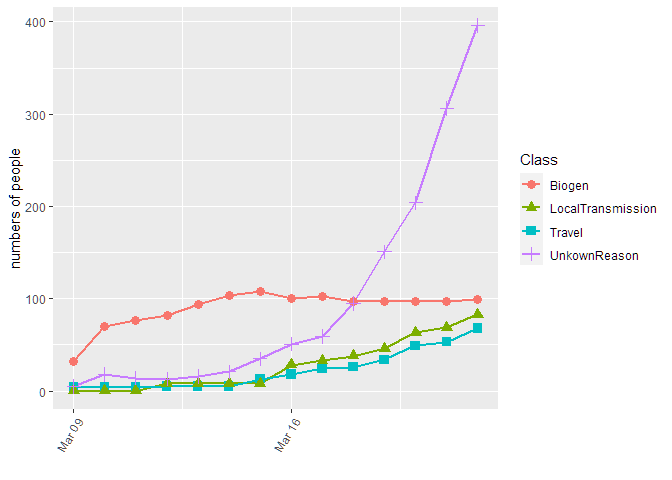 400
300
200
100
0
numbers of people
Mar 09
Mar 16
Class
Biogen
LocalTransmission
Travel
UnkownReason